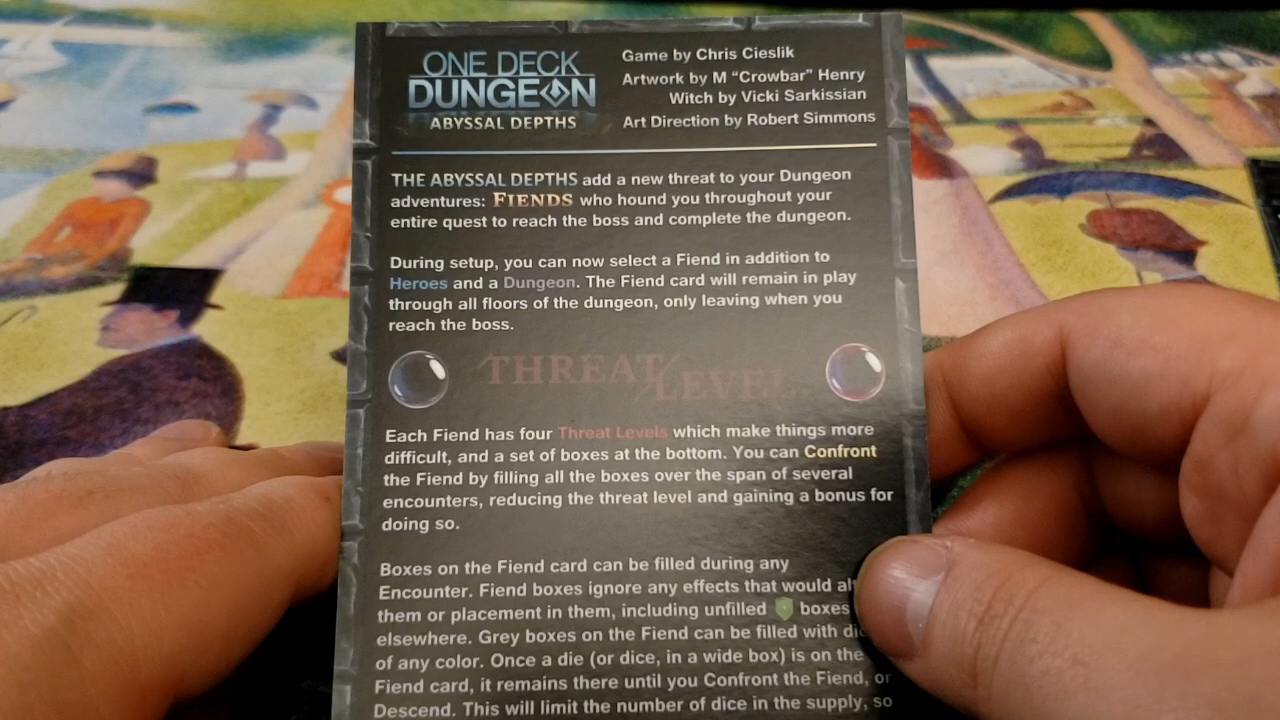 ONE DECK
DUNGEON
ABYSSAL DEPTHS
Game by Chris Cieslik
Artwork by M “Crowbar” Henry
Witch by Vicki Sarkissian
Art Direction by Robert Simmons
THE ABYSSAL DEPTHS add a new threat to your Dungeon
adventures: FIENDS who hound you throughout your
entire quest to reach the boss and complete the dungeon.
During setup, you can now select a Fiend in addition to
Heroes and a Dungeon. The Fiend card will remain in play
through all floors of the dungeon, only leaving when you
reach the boss.
THREAT LEVEL
Each Fiend has four Threat Levels which make things more
difficult, and a set of boxes at the bottom. You can Confront
the Fiend by filling all the boxes over the span of several
encounters, reducing the threat level and gaining a bonus for
doing so.
Boxes on the Fiend card can be filled during any
Encounter. Fiend boxes ignore any effects that would
them or placement in them, including unfilled boxes
elsewhere. Grey boxes on the Fiend can be filled with
of any color. Once a die (or dice, in a wide box) is on the
Fiend card, it remains there until you Confront the Fiend, or
Descend. This will limit the number of dice in the supply, so